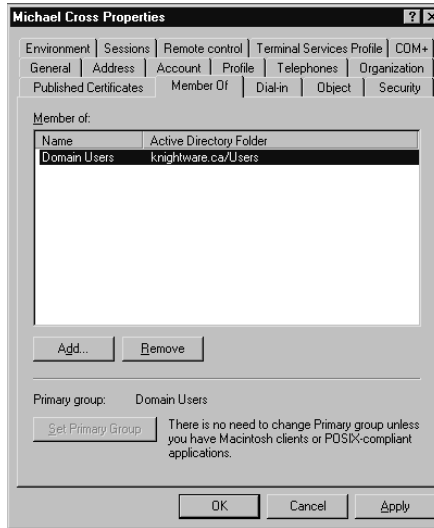 Michael Cross Properties
Environment Sessions Remote control Terminal Services Profile COM+
General Address Account Profile Telephones Organization
Published Certificates Member Of Dial-in Object Security
Member of:
Name Active Directory Folder
Domain Users knightware.ca/Users
Add... Remove
Primary group: Domain Users
Set Primary Group There is no need to change Primary group unless
you have Macintosh clients or POSIX-compliant
applications.
OK Cancel Apply